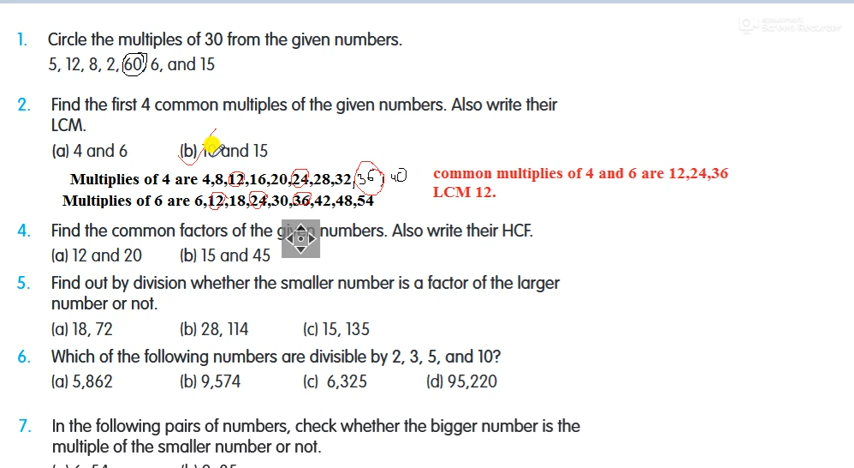 1. Circle the multiples of 30 from the given numbers.
5, 12, 8, 2, 60, 6, and 15
2. Find the first 4 common multiples of the given numbers. Also write their
LCM.
(a) 4 and 6 (b) and 15
Multiplies of 4 are 4,8,12,16,20,24,28,32,36, 40
Multiplies of 6 are 6,12,18,24,30,36,42,48,54
common multiples of 4 and 6 are 12,24,36
LCM 12.
4. Find the common factors of the given numbers. Also write their HCF.
(a) 12 and 20 (b) 15 and 45
5. Find out by division whether the smaller number is a factor of the larger
number or not.
(a) 18, 72 (b) 28, 114 (c) 15, 135
6. Which of the following numbers are divisible by 2, 3, 5, and 10?
(a) 5,862 (b) 9,574 (c) 6,325 (d) 95,220
7. In the following pairs of numbers, check whether the bigger number is the
multiple of the smaller number or not.